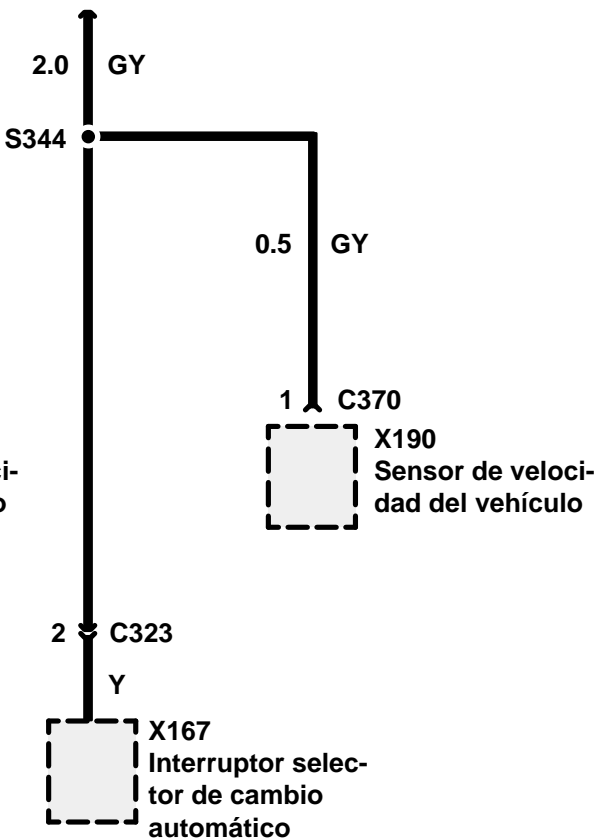 2.0 GY
S344
0.5 GY
1 C370
X190
Sensor de veloci-
dad del vehículo
ci-
o
2 C323
Y
X167
Interruptor selec-
tor de cambio
automático